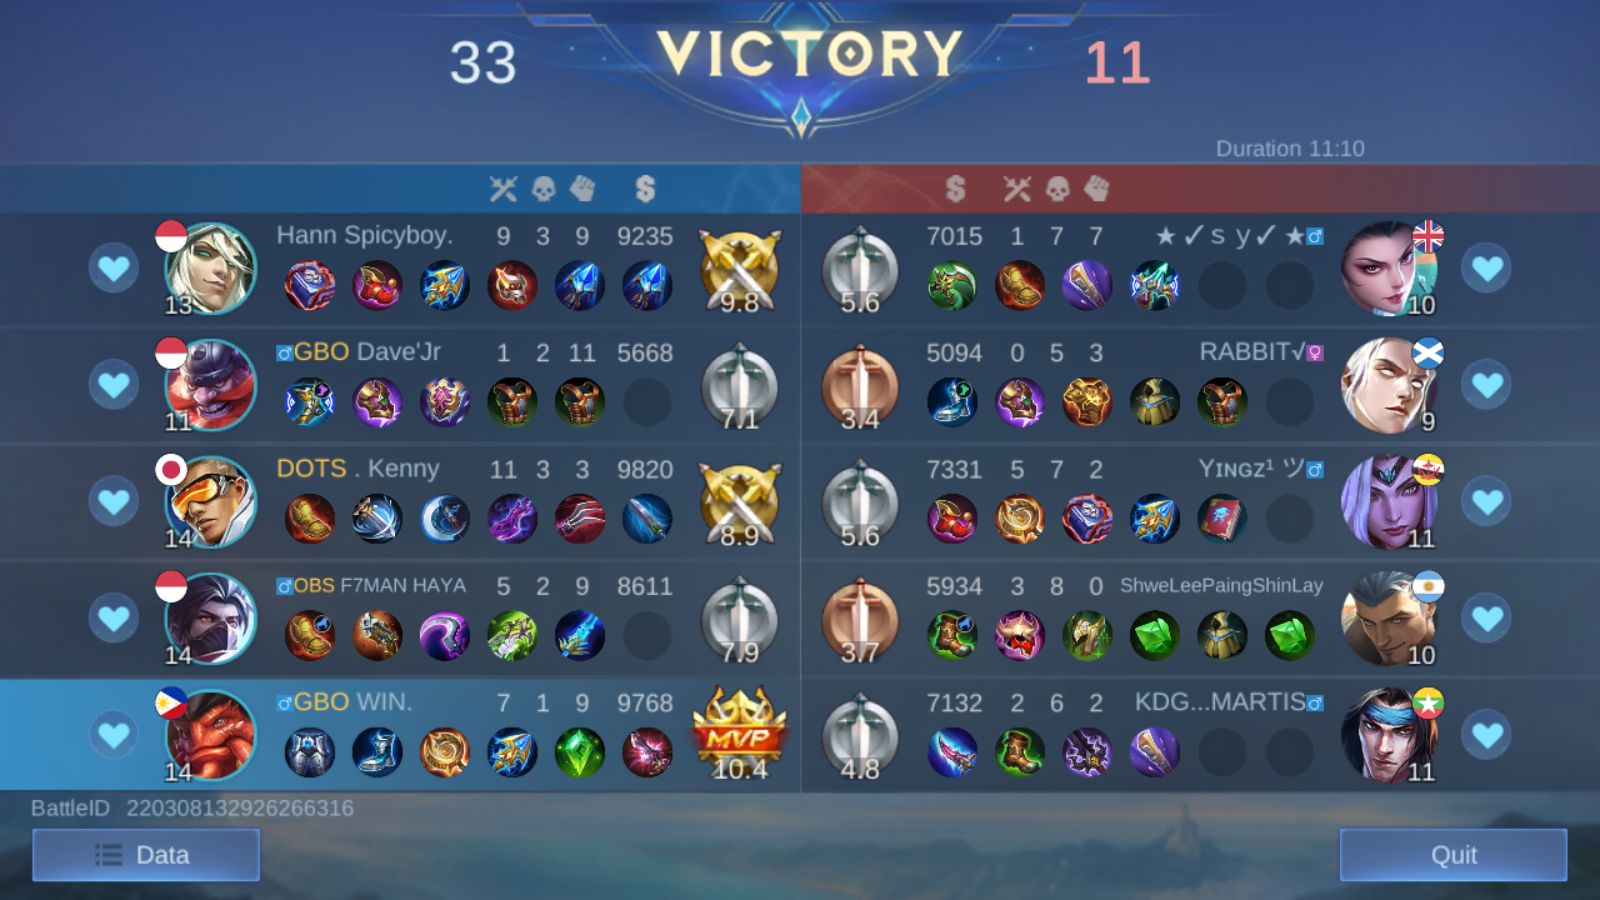 33 VICTORY 11
Duration 11:10
Hann Spicyboy. 9 3 9 9235
13 9.8
7015 1 7 7 ★✓s y✓★♂
5.6 10
♂GBO Dave'Jr 1 2 11 5668
11 7.1
5094 0 5 3 RABBIT√♀
3.4 9
DOTS . Kenny 11 3 3 9820
14 8.9
7331 5 7 2 Yɪɴɢᴢ¹ ツ♂
5.6 11
♂OBS F7MAN HAYA 5 2 9 8611
14 7.9
5934 3 8 0 ShweLeePaingShinLay
3.7 10
♂GBO WIN. 7 1 9 9768
MVP
14 10.4
7132 2 6 2 KDG...MARTIS♂
4.8 11
BattleID 220308132926266316
Data
Quit